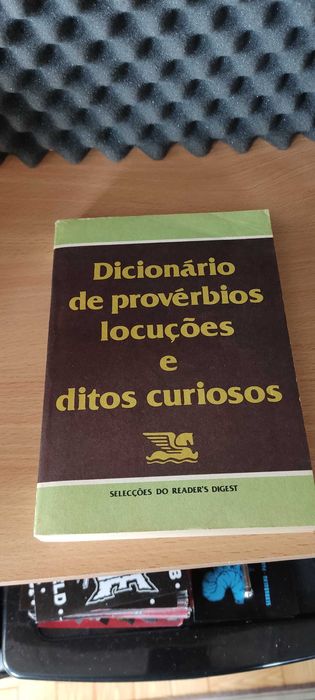 Dicionário
de provérbios
locuções
e
ditos curiosos
SELECÇÕES DO READER'S DIGEST